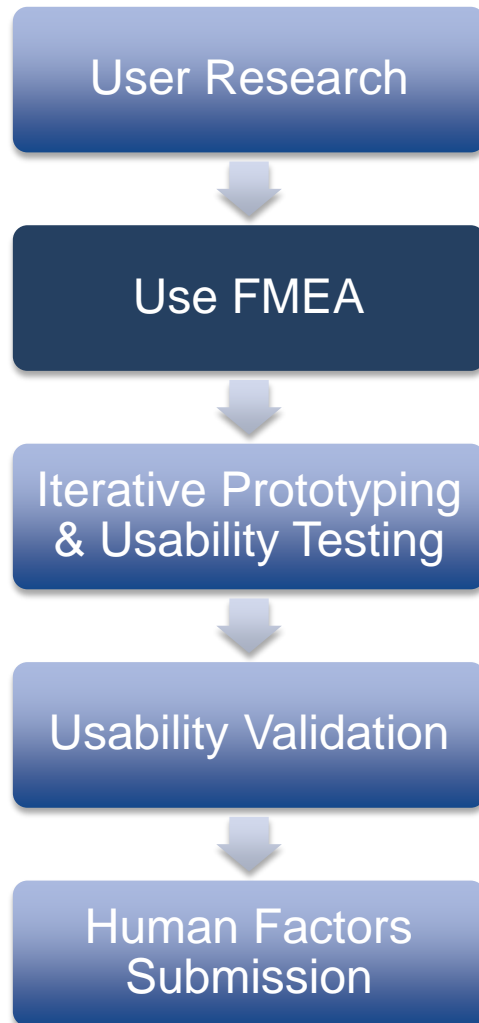 User Research
Use FMEA
Iterative Prototyping
& Usability Testing
Usability Validation
Human Factors
Submission